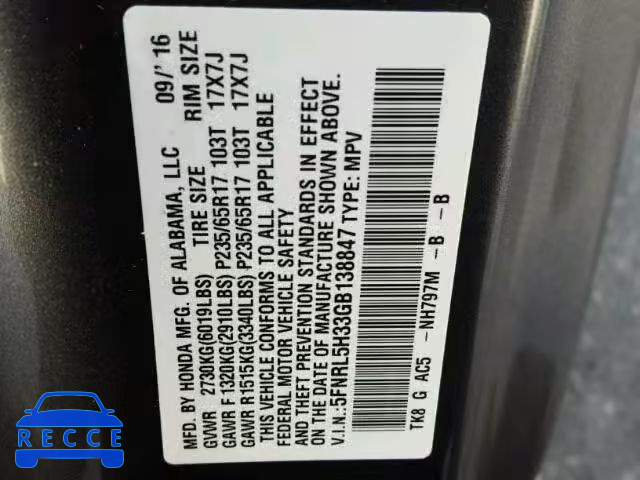 MFD. BY HONDA MFG. OF ALABAMA, LLC 09/'16
GVWR 2730KG(6019LBS) TIRE SIZE RIM SIZE
GAWR F 1320KG(2910LBS) P235/65R17 103T 17X7J
GAWR R 1515KG(3340LBS) P235/65R17 103T 17X7J
THIS VEHICLE CONFORMS TO ALL APPLICABLE
FEDERAL MOTOR VEHICLE SAFETY
AND THEFT PREVENTION STANDARDS IN EFFECT
ON THE DATE OF MANUFACTURE SHOWN ABOVE.
V.I.N.:5FNRL5H33GB138847 TYPE: MPV
TK8 G AC5 -NH797M -B -B
AUTO AUCTION HISTORY